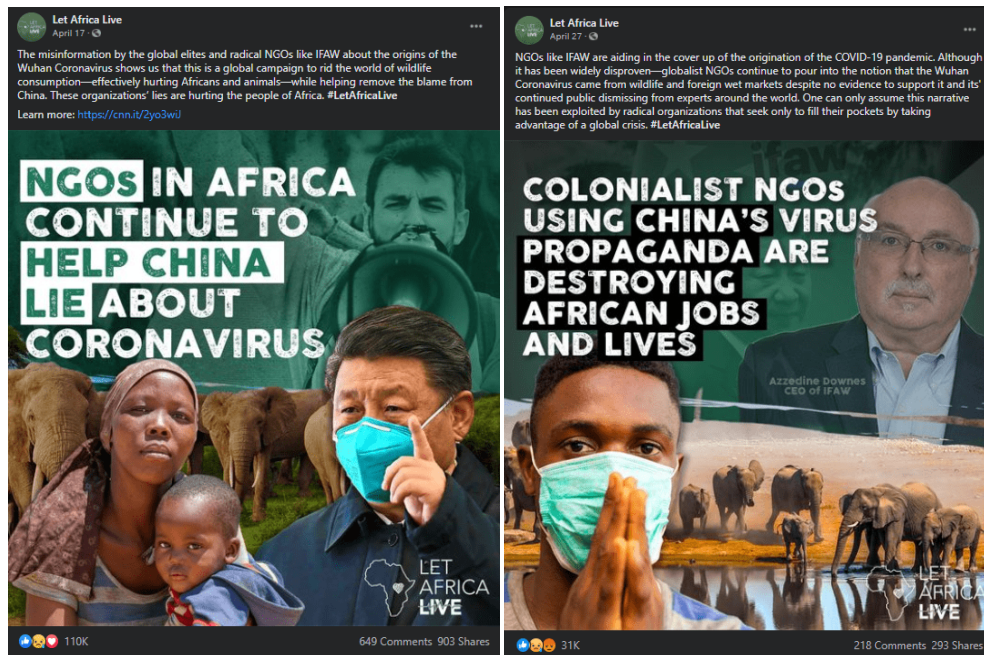 Let Africa Live
April 17 ·
The misinformation by the global elites and radical NGOs like IFAW about the origins of the
Wuhan Coronavirus shows us that this is a global campaign to rid the world of wildlife
consumption—effectively hurting Africans and animals—while helping remove the blame from
China. These organizations' lies are hurting the people of Africa. #LetAfricaLive
Learn more: https://cnn.it/2yo3wiJ
NGOs IN AFRICA
CONTINUE TO
HELP CHINA
LIE ABOUT
CORONAVIRUS
LET
AFRICA
LIVE
110K
649 Comments 903 Shares
Let Africa Live
April 27 ·
NGOs like IFAW are aiding in the cover up of the origination of the COVID-19 pandemic. Although
it has been widely disproven—globalist NGOs continue to pour into the notion that the Wuhan
Coronavirus came from wildlife and foreign wet markets despite no evidence to support it and its'
continued public dismissing from experts around the world. One can only assume this narrative
has been exploited by radical organizations that seek only to fill their pockets by taking
advantage of a global crisis. #LetAfricaLive
ifaw
COLONIALIST NGOs
USING CHINA'S VIRUS
PROPAGANDA ARE
DESTROYING
AFRICAN JOBS
AND LIVES
Azzedine Downes
CEO of IFAW
LET
AFRICA
LIVE
31K
218 Comments 293 Shares